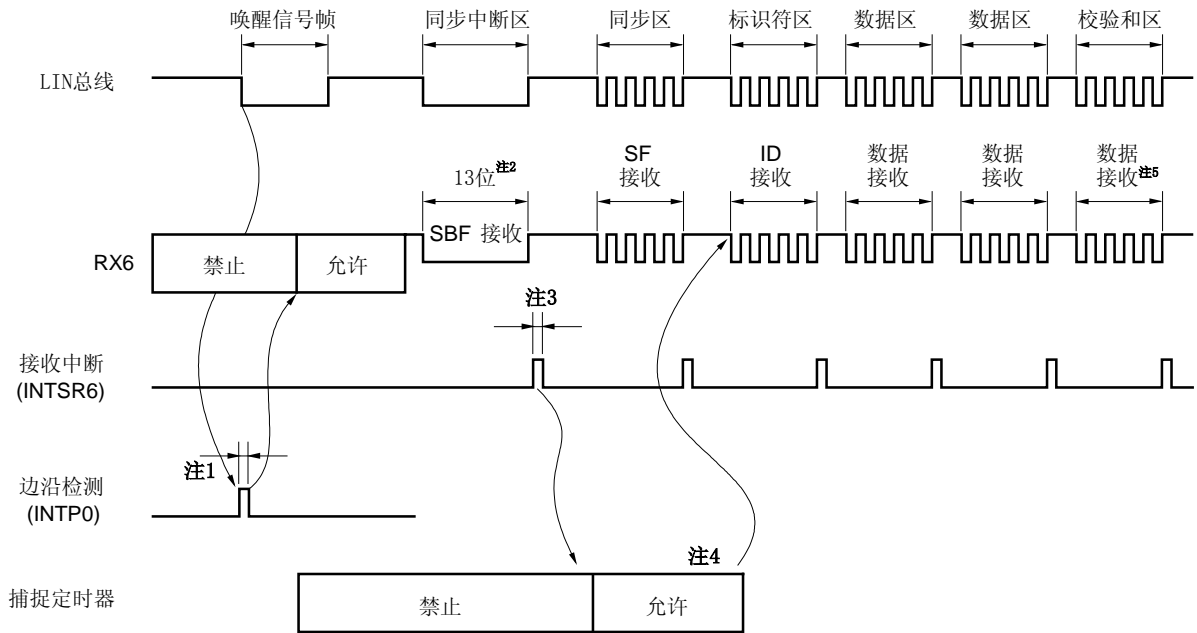 唤醒信号帧 同步中断区 同步区 标识符区 数据区 数据区 校验和区
LIN总线
13位注2 SF接收 ID接收 数据接收 数据接收 数据接收注5
SBF 接收
RX6 禁止 允许
注3
接收中断
(INTSR6)
注1
边沿检测
(INTP0)
注4
捕捉定时器 禁止 允许